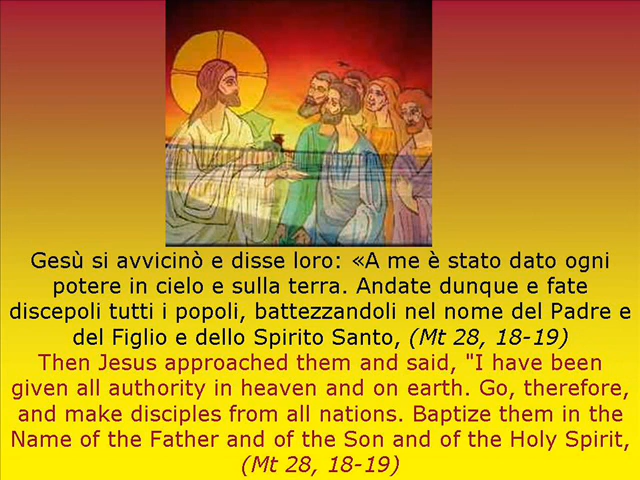 Gesù si avvicinò e disse loro: «A me è stato dato ogni
potere in cielo e sulla terra. Andate dunque e fate
discepoli tutti i popoli, battezzandoli nel nome del Padre e
del Figlio e dello Spirito Santo, (Mt 28, 18-19)
Then Jesus approached them and said, "I have been
given all authority in heaven and on earth. Go, therefore,
and make disciples from all nations. Baptize them in the
Name of the Father and of the Son and of the Holy Spirit,
(Mt 28, 18-19)